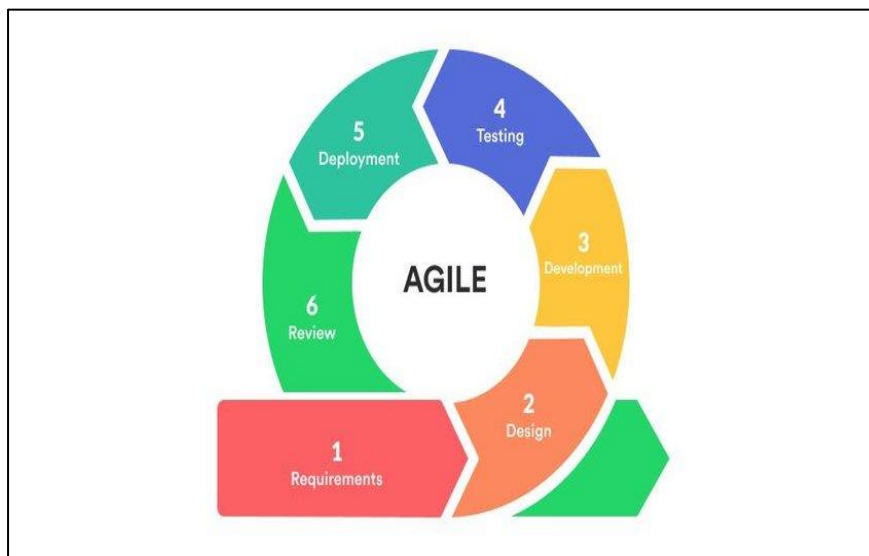 AGILE
1
Requirements
2
Design
3
Development
4
Testing
5
Deployment
6
Review